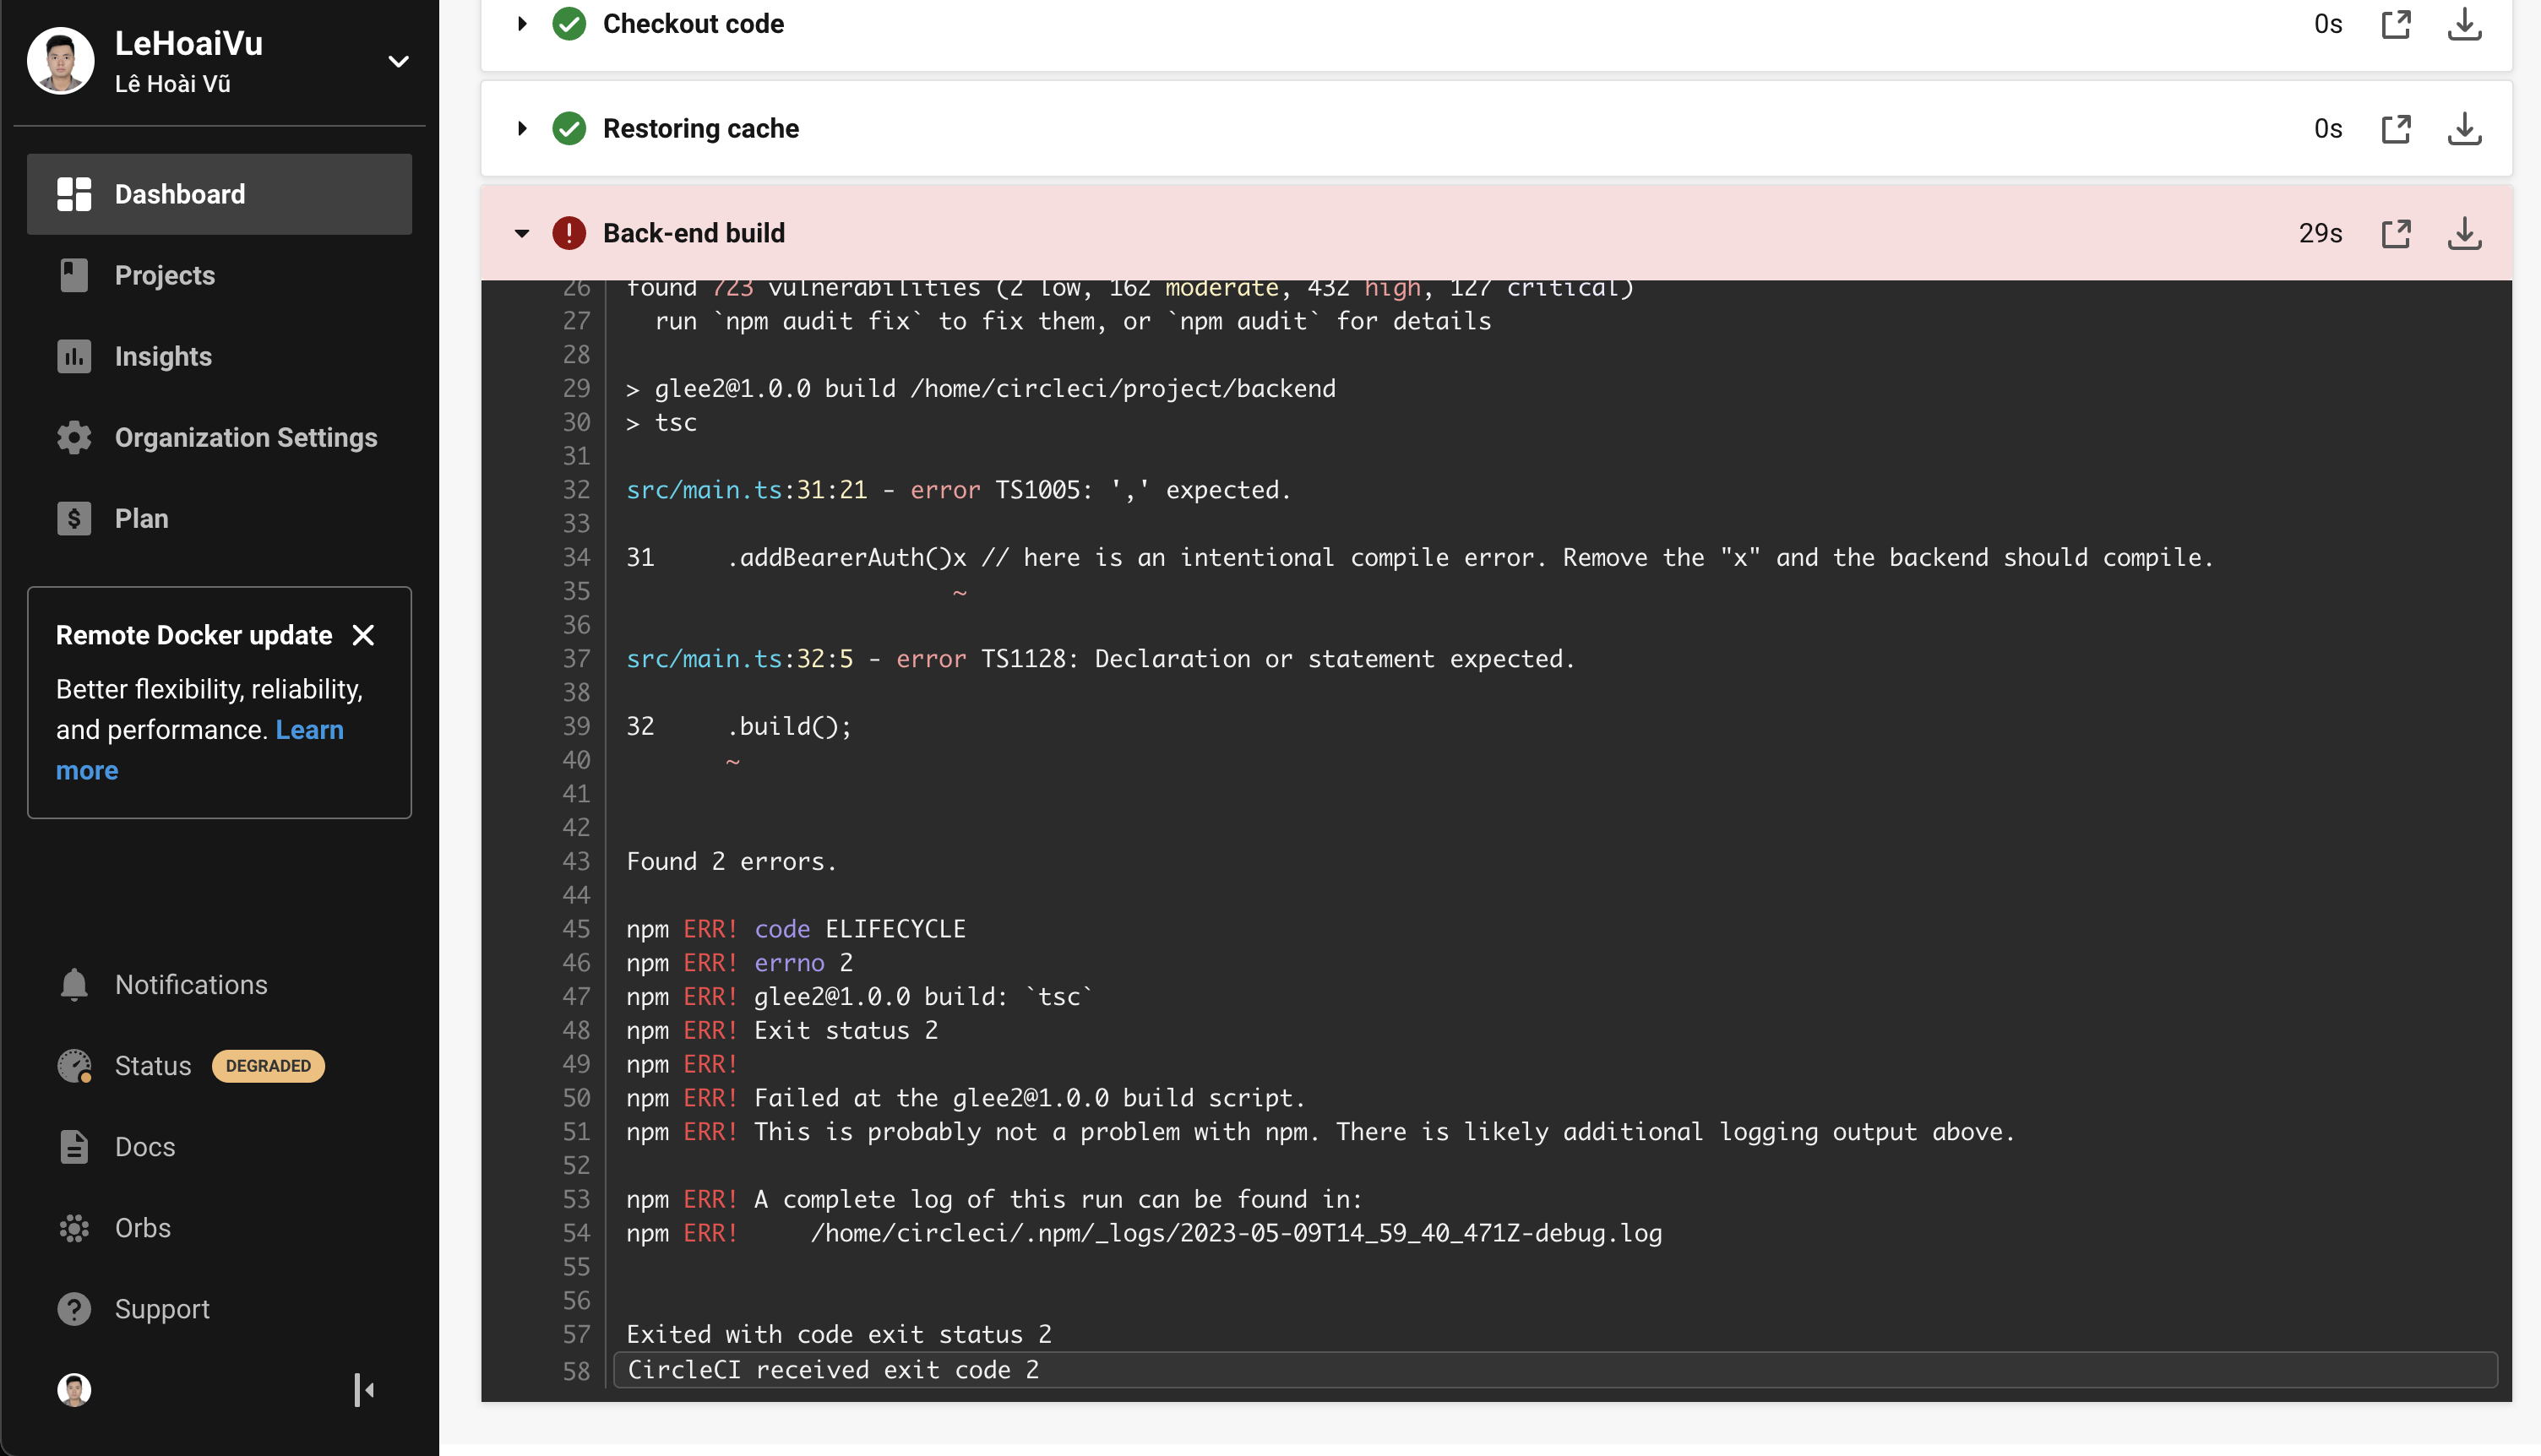 LeHoaiVu
Lê Hoài Vũ
Dashboard
Projects
Insights
Organization Settings
$ Plan
Remote Docker update
Better flexibility, reliability,
and performance. Learn
more
Notifications
Status DEGRADED
Docs
Orbs
? Support
Checkout code 0s
Restoring cache 0s
! Back-end build 29s
26 found 723 vulnerabilities (2 low, 162 moderate, 432 high, 127 critical)
27 run `npm audit fix` to fix them, or `npm audit` for details
28
29 > glee2@1.0.0 build /home/circleci/project/backend
30 > tsc
31
32 src/main.ts:31:21 - error TS1005: ',' expected.
33
34 31 .addBearerAuth()x // here is an intentional compile error. Remove the "x" and the backend should compile.
35 ~
36
37 src/main.ts:32:5 - error TS1128: Declaration or statement expected.
38
39 32 .build();
40 ~
41
42
43 Found 2 errors.
44
45 npm ERR! code ELIFECYCLE
46 npm ERR! errno 2
47 npm ERR! glee2@1.0.0 build: `tsc`
48 npm ERR! Exit status 2
49 npm ERR!
50 npm ERR! Failed at the glee2@1.0.0 build script.
51 npm ERR! This is probably not a problem with npm. There is likely additional logging output above.
52
53 npm ERR! A complete log of this run can be found in:
54 npm ERR! /home/circleci/.npm/_logs/2023-05-09T14_59_40_471Z-debug.log
55
56
57 Exited with code exit status 2
58 CircleCI received exit code 2